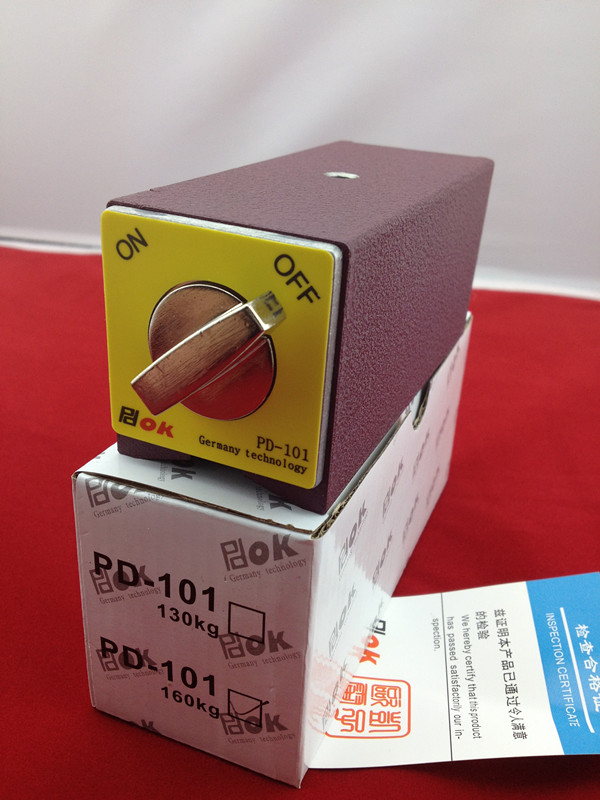 ON
OFF
PD-101
Germany technology
OK
OK
Germany technology
PD-101
130kg
PD-101
160kg
OK
检查合格证
INSPECTION CERTIFICATE
兹证明本产品已通过令人满意
的检验
We hereby certify that this product
has passed satisfactorily our in-
spection.